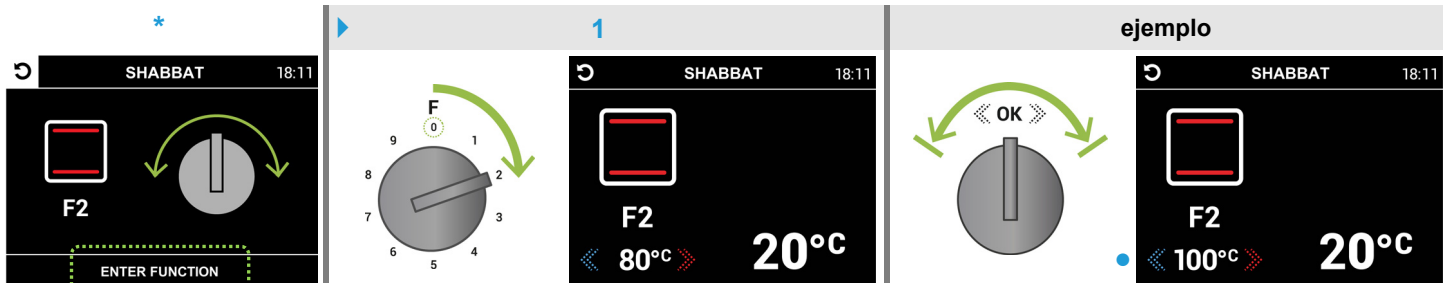 *
SHABBAT 18:11
F2
ENTER FUNCTION
1
F
0
1
2
3
4
5
6
7
8
9
SHABBAT 18:11
F2
80°C
20°C
ejemplo
OK
SHABBAT 18:11
F2
100°C
20°C